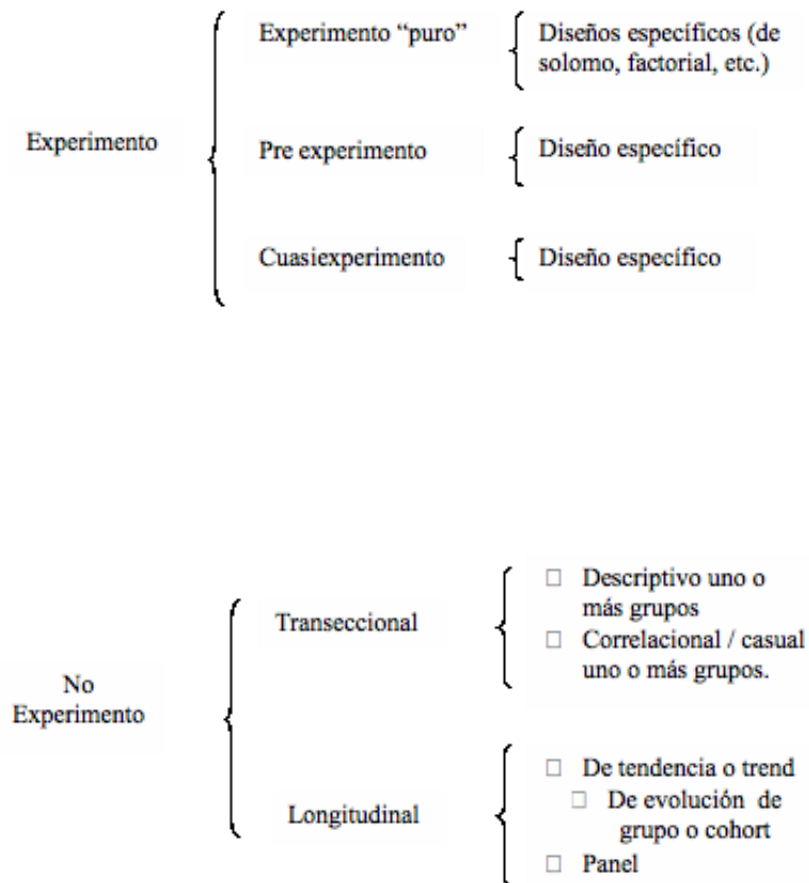 Experimento
Experimento “puro”
Diseños específicos (de
solomo, factorial, etc.)
Pre experimento
Diseño específico
Cuasiexperimento
Diseño específico
No
Experimento
Transeccional
□ Descriptivo uno o
más grupos
□ Correlacional / casual
uno o más grupos.
Longitudinal
□ De tendencia o trend
□ De evolución de
grupo o cohort
□ Panel